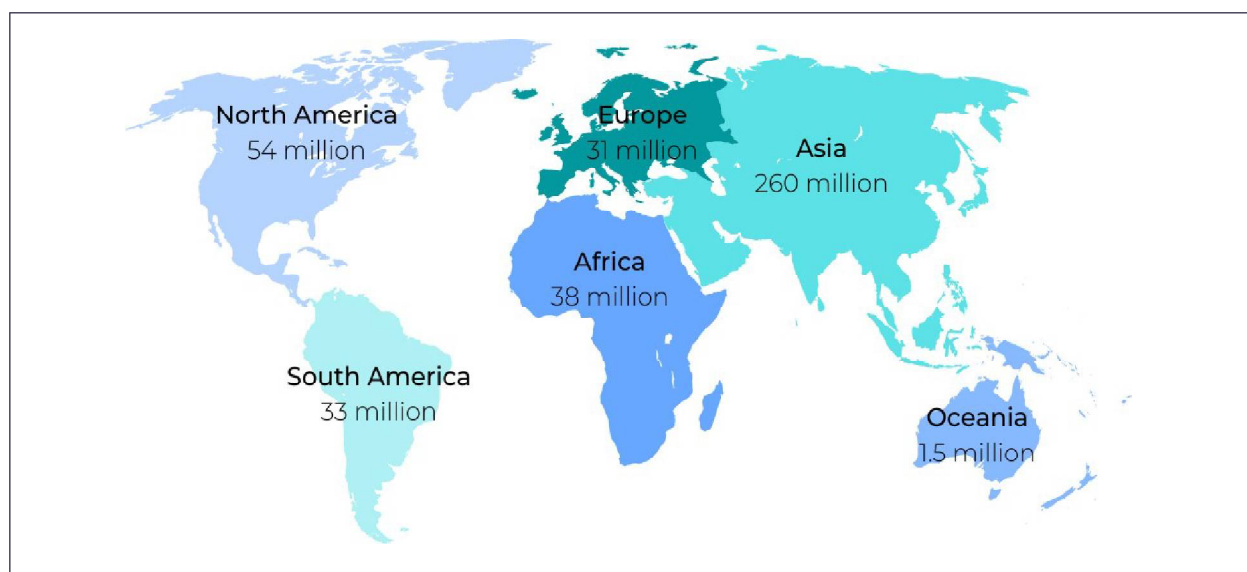 North America
54 million
Europe
31 million
Asia
260 million
Africa
38 million
South America
33 million
Oceania
1.5 million